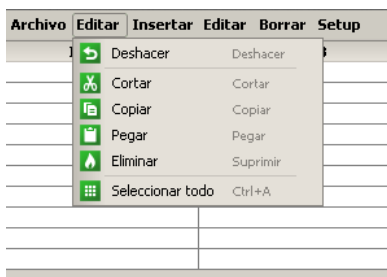 Archivo Editar Insertar Editar Borrar Setup
Deshacer Deshacer
Cortar Cortar
Copiar Copiar
Pegar Pegar
Eliminar Suprimir
Seleccionar todo Ctrl+A